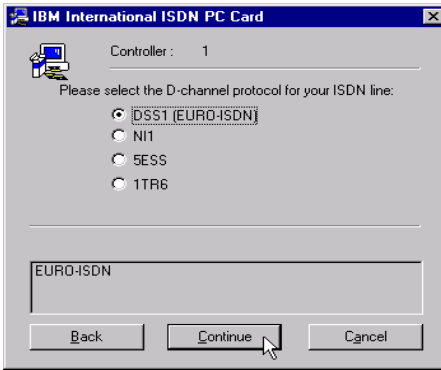 IBM International ISDN PC Card
Controller : 1
Please select the D-channel protocol for your ISDN line:
DSS1 (EURO-ISDN)
NI1
5ESS
1TR6
EURO-ISDN
Back Continue Cancel